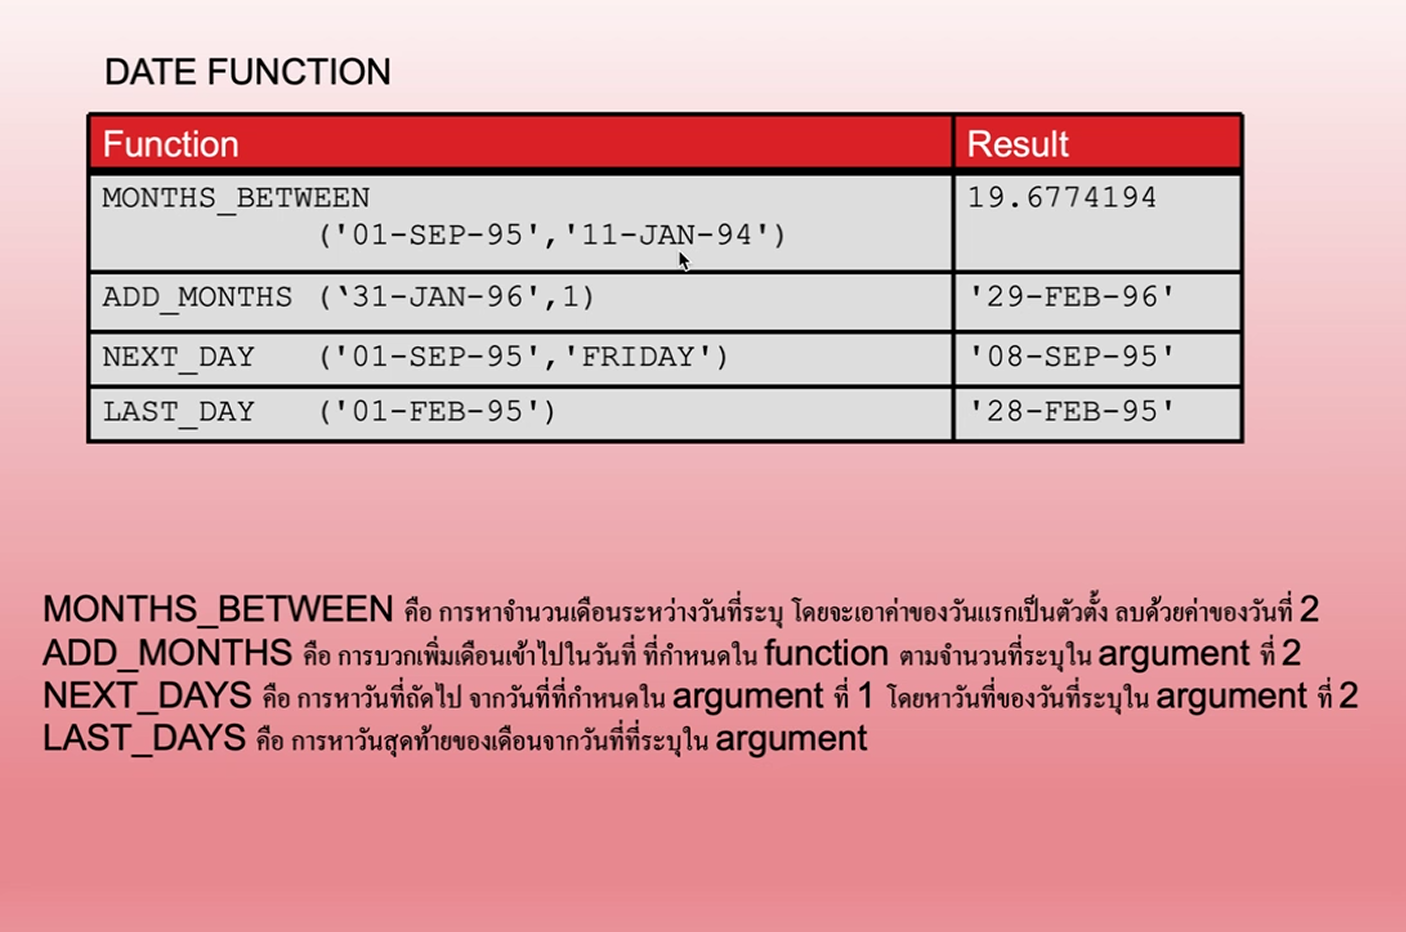 DATE FUNCTION
Function Result
MONTHS_BETWEEN 19.6774194
('01-SEP-95','11-JAN-94')
ADD_MONTHS (‘31-JAN-96',1) '29-FEB-96'
NEXT_DAY ('01-SEP-95','FRIDAY') '08-SEP-95'
LAST_DAY ('01-FEB-95') '28-FEB-95'
MONTHS_BETWEEN คือ การหาจำนวนเดือนระหว่างวันที่ระบุ โดยจะเอาค่าของวันแรกเป็นตัวตั้ง ลบด้วยค่าของวันที่ 2
ADD_MONTHS คือ การบวกเพิ่มเดือนเข้าไปในวันที่ ที่กำหนดใน function ตามจำนวนที่ระบุใน argument ที่ 2
NEXT_DAYS คือ การหาวันที่ถัดไป จากวันที่ที่กำหนดใน argument ที่ 1 โดยหาวันที่ของวันที่ระบุใน argument ที่ 2
LAST_DAYS คือ การหาวันสุดท้ายของเดือนจากวันที่ที่ระบุใน argument